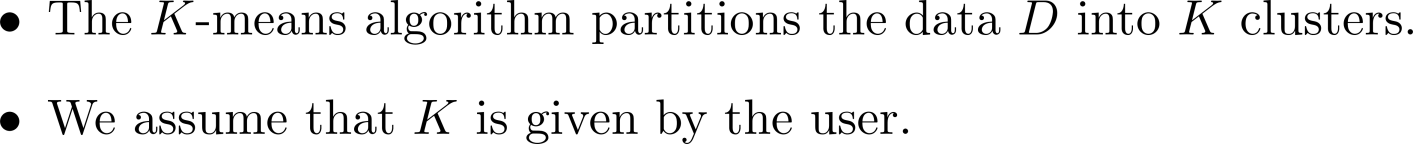 • The K-means algorithm partitions the data D into K clusters.
• We assume that K is given by the user.